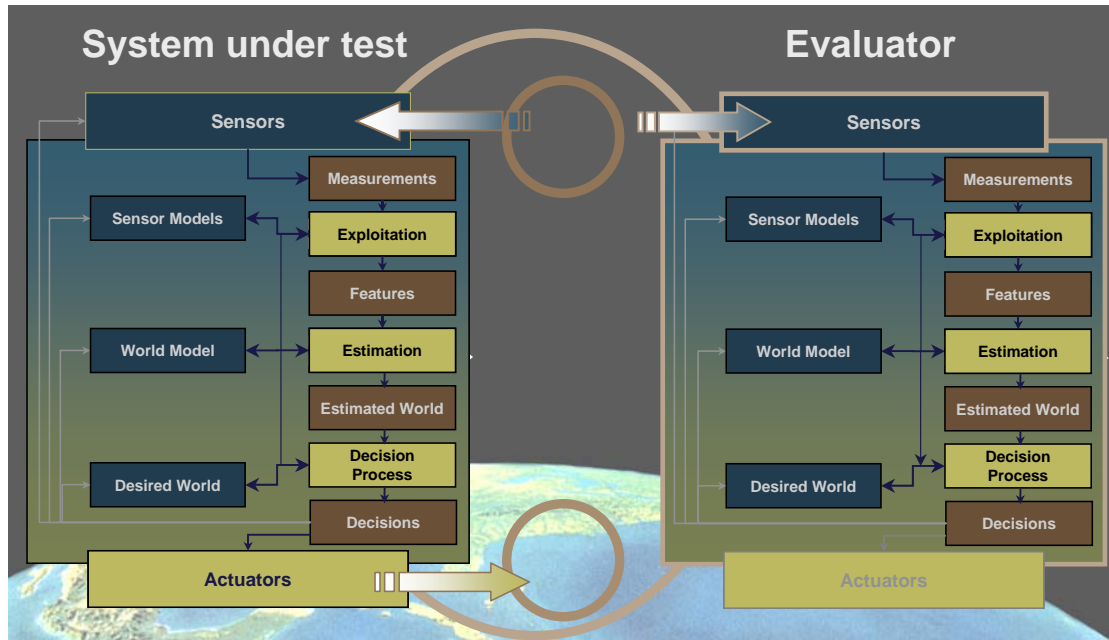 System under test
Evaluator
Sensors
Measurements
Sensor Models
Exploitation
Features
World Model
Estimation
Estimated World
Decision
Process
Desired World
Decisions
Actuators
Sensors
Measurements
Sensor Models
Exploitation
Features
World Model
Estimation
Estimated World
Decision
Process
Desired World
Decisions
Actuators